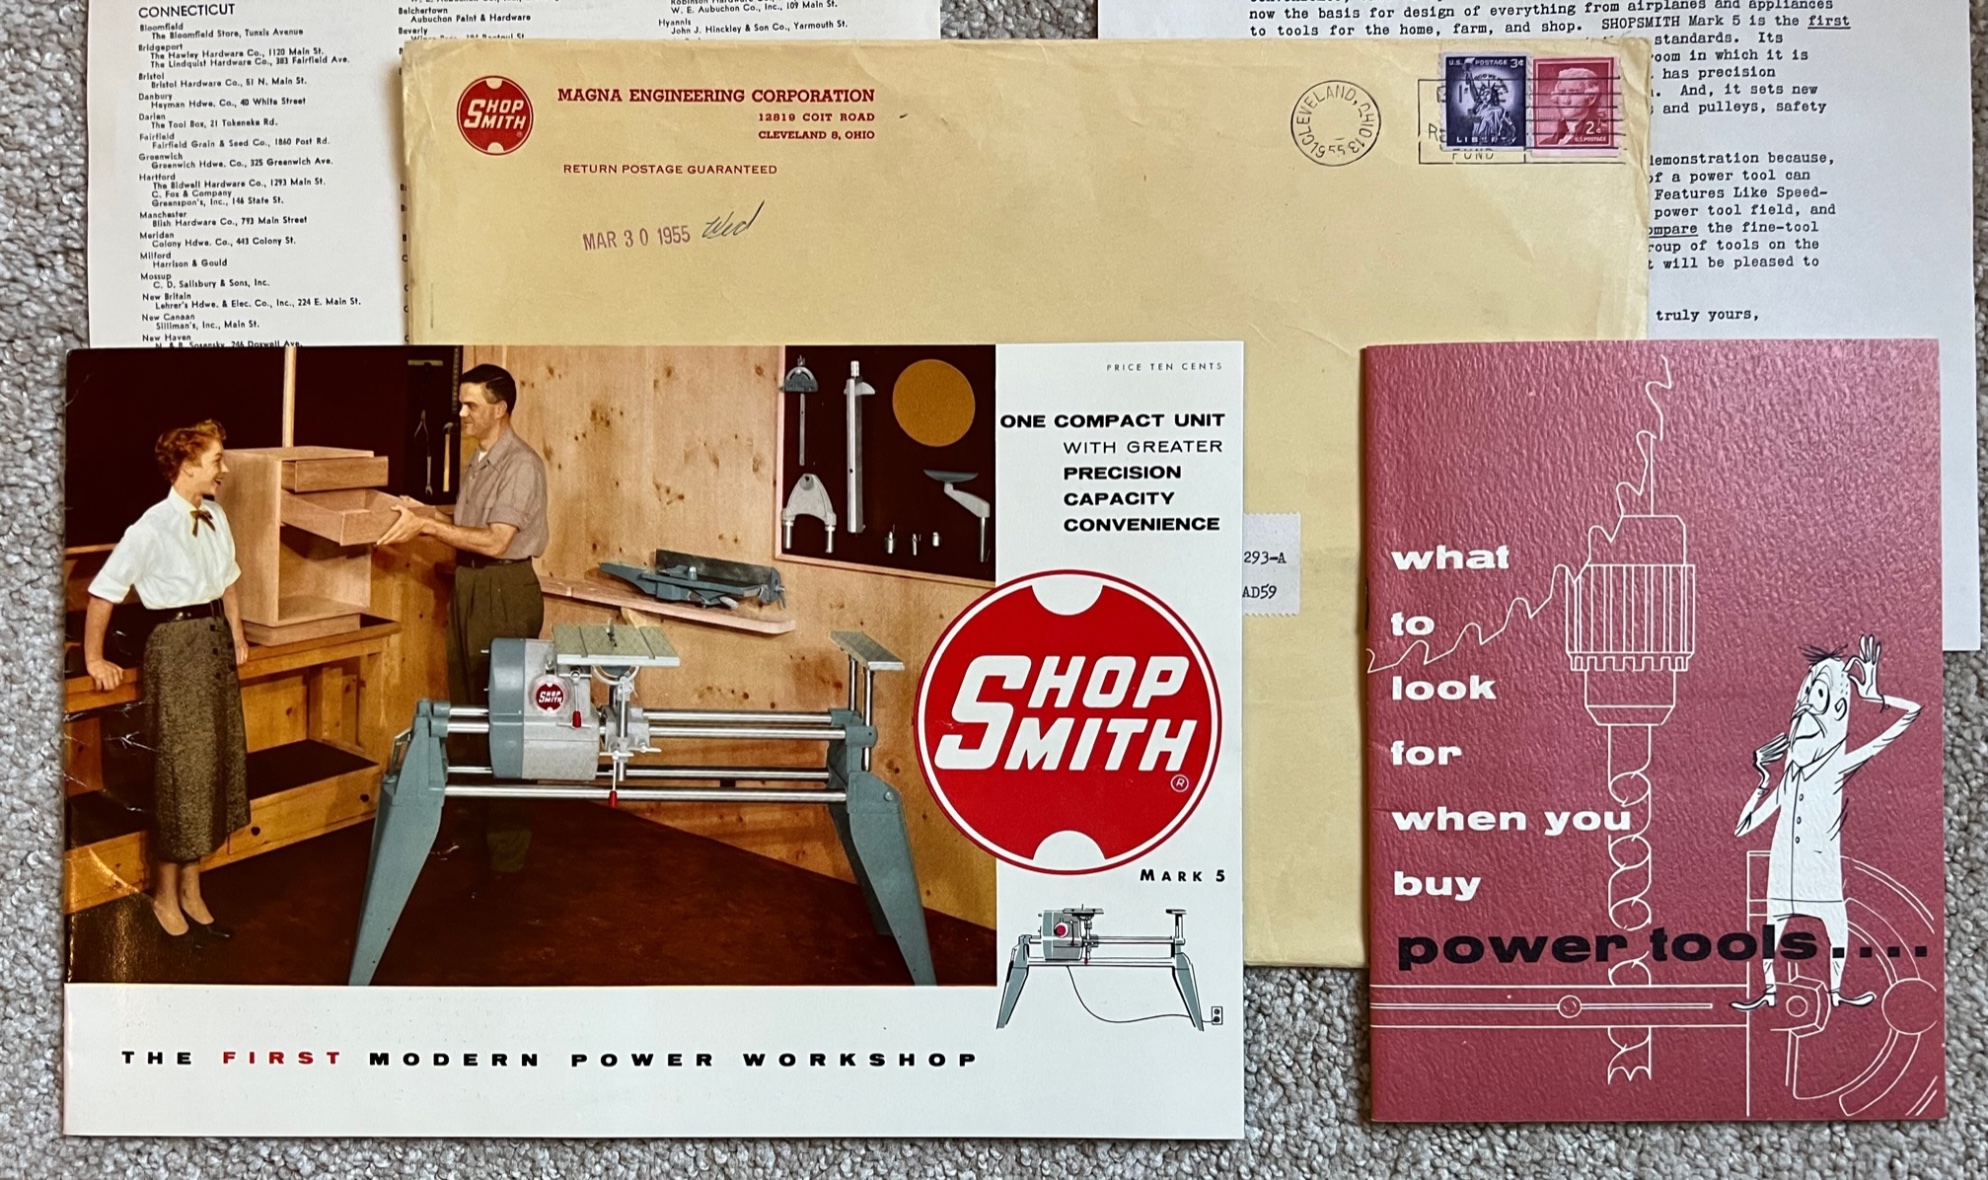 CONNECTICUT
Bloomfield
The Bloomfield Store, Tunxis Avenue
Bridgeport
The Hawley Hardware Co., 1120 Main St.
The Lindquist Hardware Co., 383 Fairfield Ave.
Bristol
Bristol Hardware Co., 51 N. Main St.
Danbury
Heyman Hdwe. Co., 40 White Street
Darien
The Tool Box, 21 Tokeneke Rd.
Fairfield
Fairfield Grain & Seed Co., 1860 Post Rd.
Greenwich
Greenwich Hdwe. Co., 325 Greenwich Ave.
Hartford
The Bidwell Hardware Co., 1293 Main St.
C. Fox & Company
Greenspon's, Inc., 146 State St.
Manchester
Blish Hardware Co., 793 Main Street
Meriden
Colony Hdwe. Co., 443 Colony St.
Milford
Harrison & Gould
Moosup
C. D. Salisbury & Sons, Inc.
New Britain
Lehrer's Hdwe. & Elec. Co., Inc., 224 E. Main St.
New Canaan
Silliman's, Inc., Main St.
New Haven
Belchertown
Aubuchon Paint & Hardware
Beverly
W. E. Aubuchon Co., Inc., 109 Main St.
Hyannis
John J. Hinckley & Son Co., Yarmouth St.
now the basis for design of everything from airplanes and appliances
to tools for the home, farm, and shop. SHOPSMITH Mark 5 is the first
standards. Its
room in which it is
has precision
And, it sets new
and pulleys, safety
demonstration because,
of a power tool can
Features Like Speed-
power tool field, and
compare the fine-tool
group of tools on the
will be pleased to
truly yours,
SHOP
SMITH
®
MAGNA ENGINEERING CORPORATION
12819 COIT ROAD
CLEVELAND 8, OHIO
RETURN POSTAGE GUARANTEED
MAR 30 1955 Wed
CLEVELAND, OHIO 13
1955
FUND
U.S. POSTAGE 3¢
LIBERTY
2¢
U.S. POSTAGE
293-A
AD59
PRICE TEN CENTS
ONE COMPACT UNIT
WITH GREATER
PRECISION
CAPACITY
CONVENIENCE
SHOP
SMITH
SHOP
SMITH
®
MARK 5
THE FIRST MODERN POWER WORKSHOP
what
to
look
for
when you
buy
power tools....